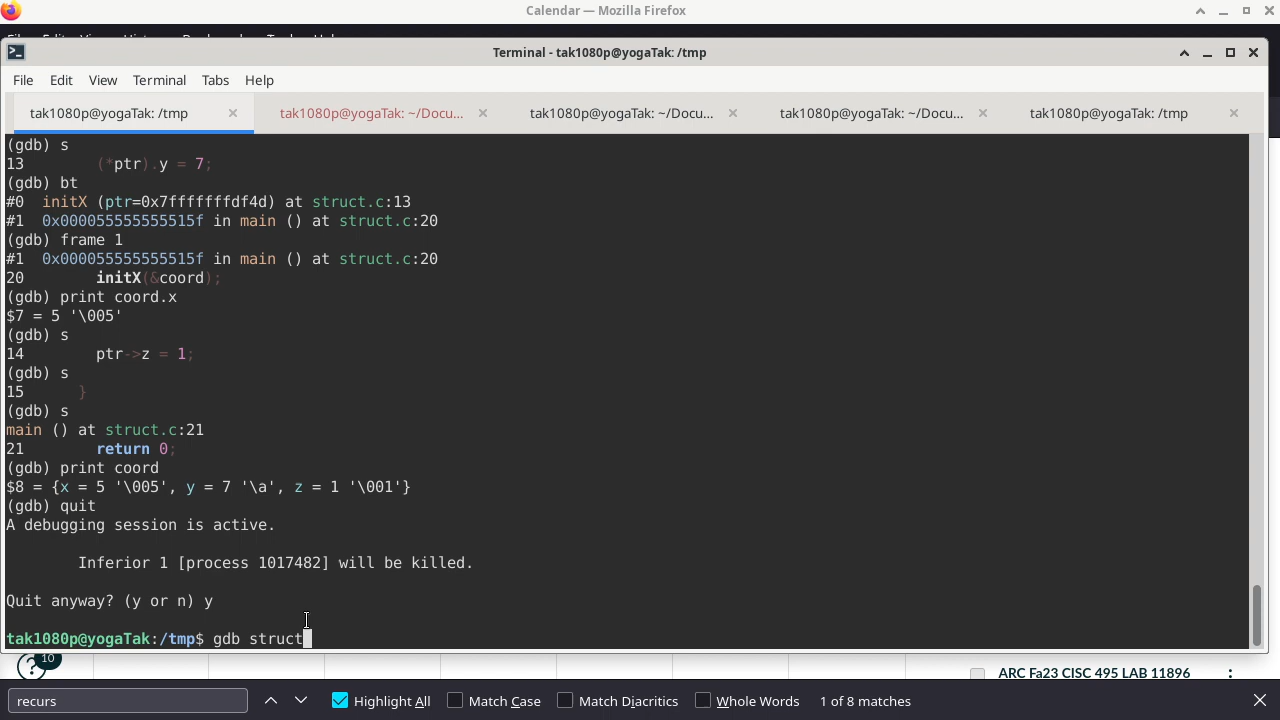 Calendar — Mozilla Firefox
Terminal - tak1080p@yogaTak: /tmp
File Edit View Terminal Tabs Help
tak1080p@yogaTak: /tmp
tak1080p@yogaTak: ~/Docu...
tak1080p@yogaTak: ~/Docu...
tak1080p@yogaTak: ~/Docu...
tak1080p@yogaTak: /tmp
(gdb) s
13 (*ptr).y = 7;
(gdb) bt
#0 initX (ptr=0x7fffffffdf4d) at struct.c:13
#1 0x000055555555515f in main () at struct.c:20
(gdb) frame 1
#1 0x000055555555515f in main () at struct.c:20
20 initX(&coord);
(gdb) print coord.x
$7 = 5 '\005'
(gdb) s
14 ptr->z = 1;
(gdb) s
15 }
(gdb) s
main () at struct.c:21
21 return 0;
(gdb) print coord
$8 = {x = 5 '\005', y = 7 '\a', z = 1 '\001'}
(gdb) quit
A debugging session is active.
Inferior 1 [process 1017482] will be killed.
Quit anyway? (y or n) y
tak1080p@yogaTak:/tmp$ gdb struct
10
ARC Fa23 CISC 495 LAB 11896
recurs
Highlight All
Match Case
Match Diacritics
Whole Words
1 of 8 matches